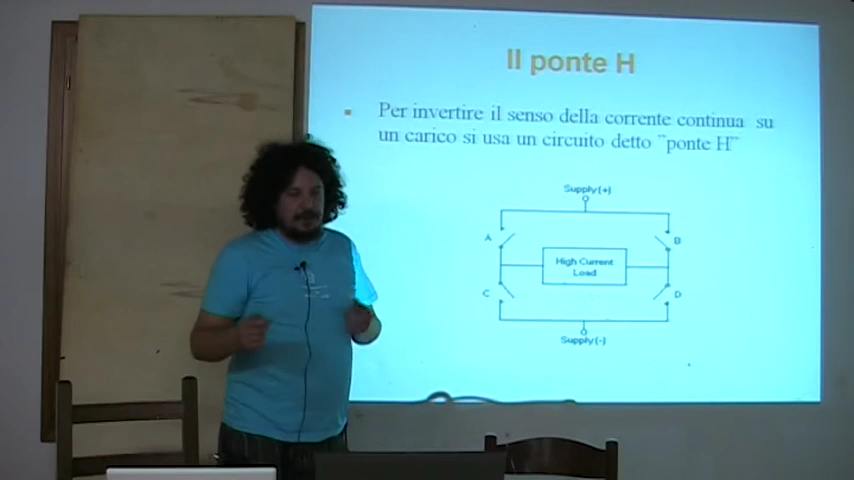 Il ponte H
Per invertire il senso della corrente continua su
un carico si usa un circuito detto "ponte H"
Supply(+)
A
B
High Current
Load
C
D
Supply(-)